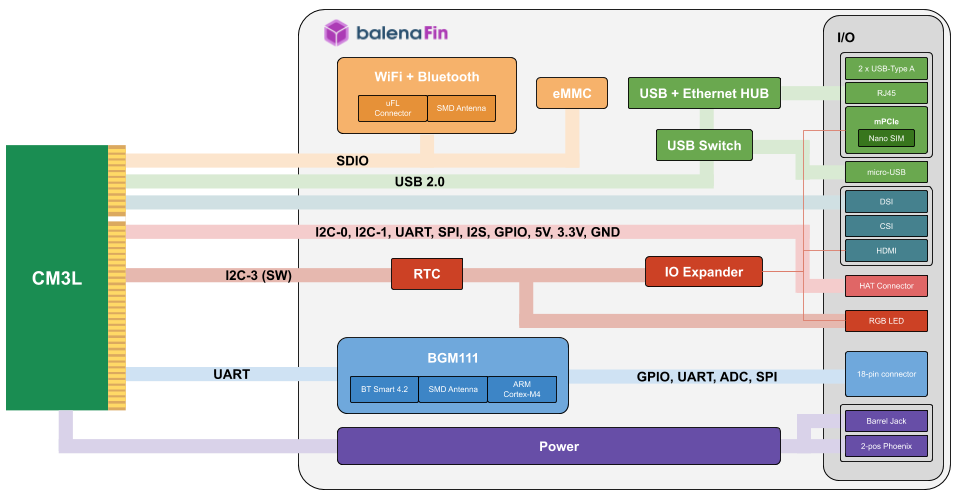 balenaFin
I/O
WiFi + Bluetooth
uFL
Connector
SMD Antenna
eMMC
USB + Ethernet HUB
USB Switch
2 x USB-Type A
RJ45
mPCIe
Nano SIM
micro-USB
SDIO
USB 2.0
DSI
CSI
HDMI
I2C-0, I2C-1, UART, SPI, I2S, GPIO, 5V, 3.3V, GND
CM3L
I2C-3 (SW)
RTC
IO Expander
HAT Connector
RGB LED
BGM111
BT Smart 4.2
SMD Antenna
ARM
Cortex-M4
UART
GPIO, UART, ADC, SPI
18-pin connector
Power
Barrel Jack
2-pos Phoenix